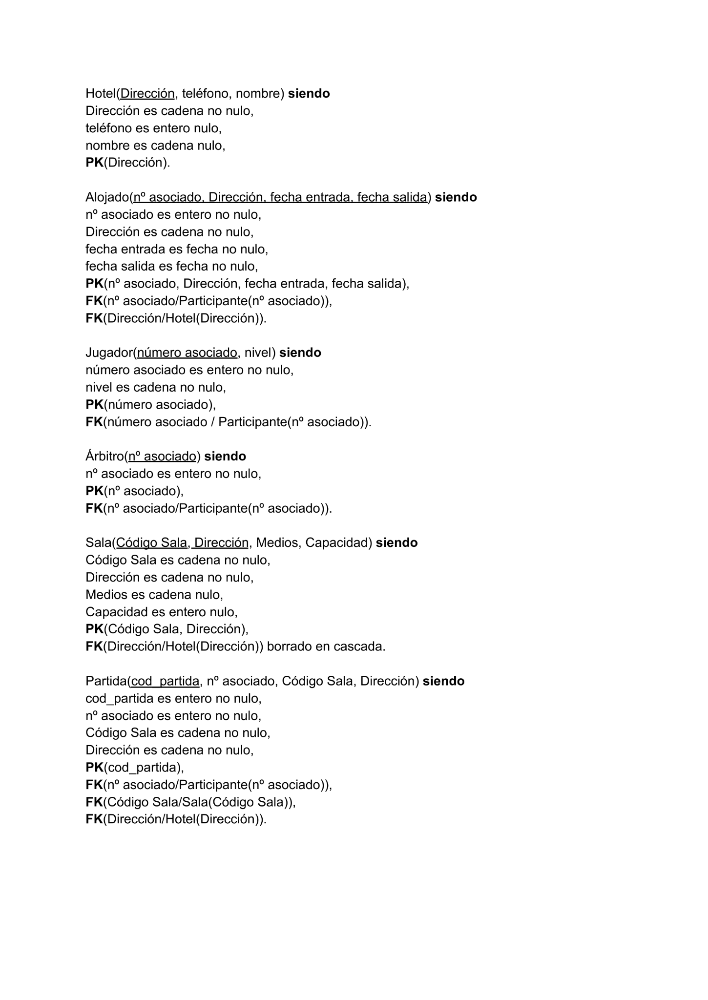 Hotel(Dirección, teléfono, nombre) siendo
Dirección es cadena no nulo,
teléfono es entero nulo,
nombre es cadena nulo,
PK(Dirección).
Alojado(nº asociado, Dirección, fecha entrada, fecha salida) siendo
nº asociado es entero no nulo,
Dirección es cadena no nulo,
fecha entrada es fecha no nulo,
fecha salida es fecha no nulo,
PK(nº asociado, Dirección, fecha entrada, fecha salida),
FK(nº asociado/Participante(nº asociado)),
FK(Dirección/Hotel(Dirección)).
Jugador(número asociado, nivel) siendo
número asociado es entero no nulo,
nivel es cadena no nulo,
PK(número asociado),
FK(número asociado / Participante(nº asociado)).
Árbitro(nº asociado) siendo
nº asociado es entero no nulo,
PK(nº asociado),
FK(nº asociado/Participante(nº asociado)).
Sala(Código Sala, Dirección, Medios, Capacidad) siendo
Código Sala es cadena no nulo,
Dirección es cadena no nulo,
Medios es cadena nulo,
Capacidad es entero nulo,
PK(Código Sala, Dirección),
FK(Dirección/Hotel(Dirección)) borrado en cascada.
Partida(cod_partida, nº asociado, Código Sala, Dirección) siendo
cod_partida es entero no nulo,
nº asociado es entero no nulo,
Código Sala es cadena no nulo,
Dirección es cadena no nulo,
PK(cod_partida),
FK(nº asociado/Participante(nº asociado)),
FK(Código Sala/Sala(Código Sala)),
FK(Dirección/Hotel(Dirección)).